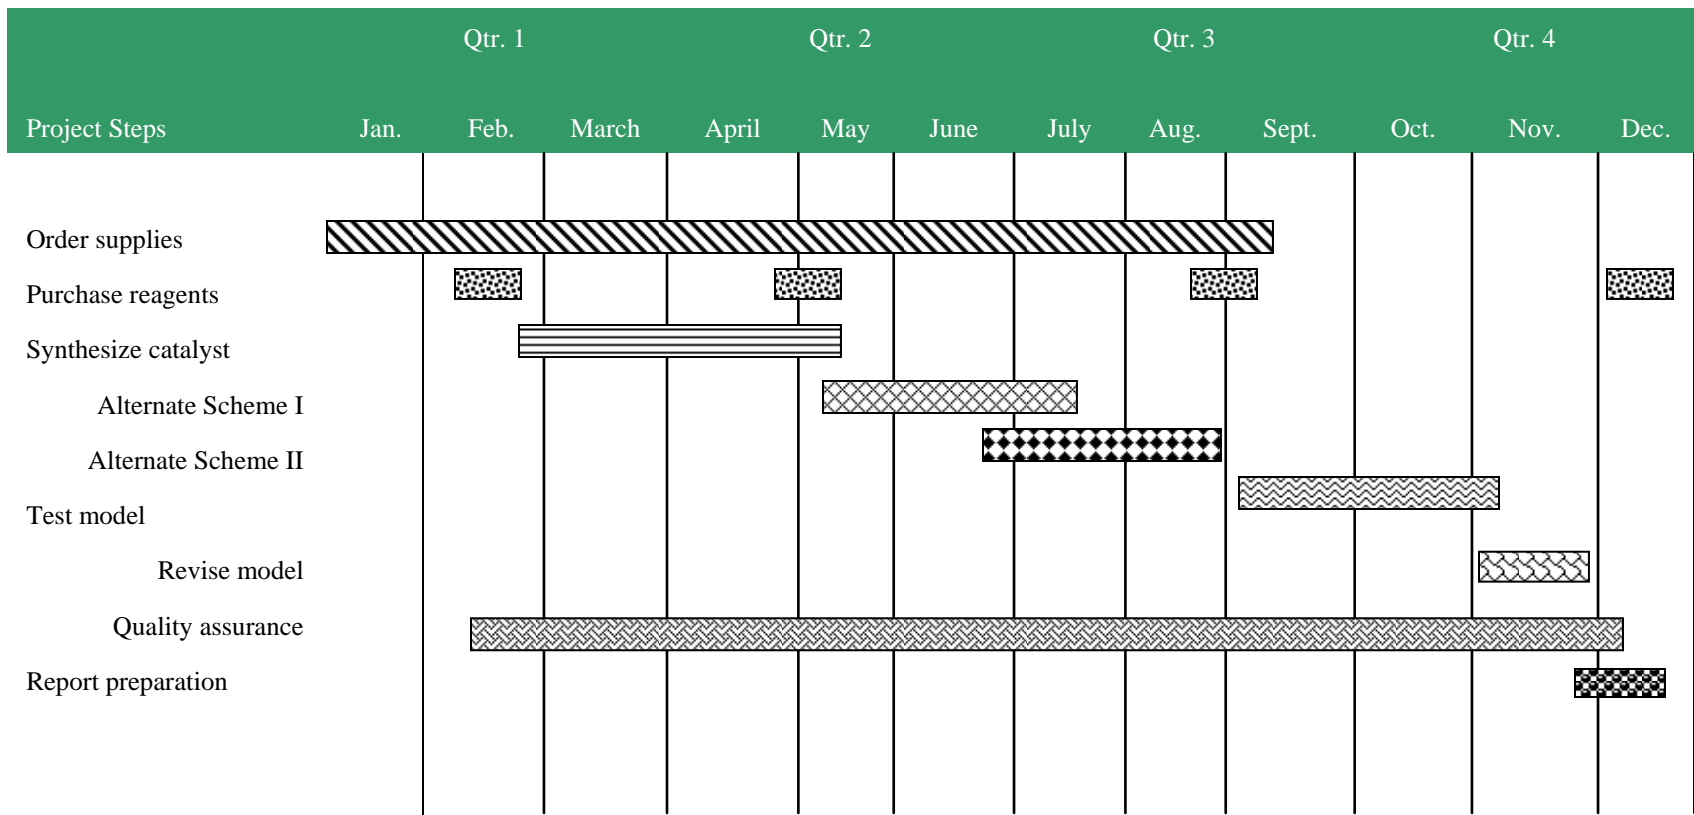 Qtr. 1 Qtr. 2 Qtr. 3 Qtr. 4
Project Steps Jan. Feb. March April May June July Aug. Sept. Oct. Nov. Dec.
Order supplies
Purchase reagents
Synthesize catalyst
Alternate Scheme I
Alternate Scheme II
Test model
Revise model
Quality assurance
Report preparation